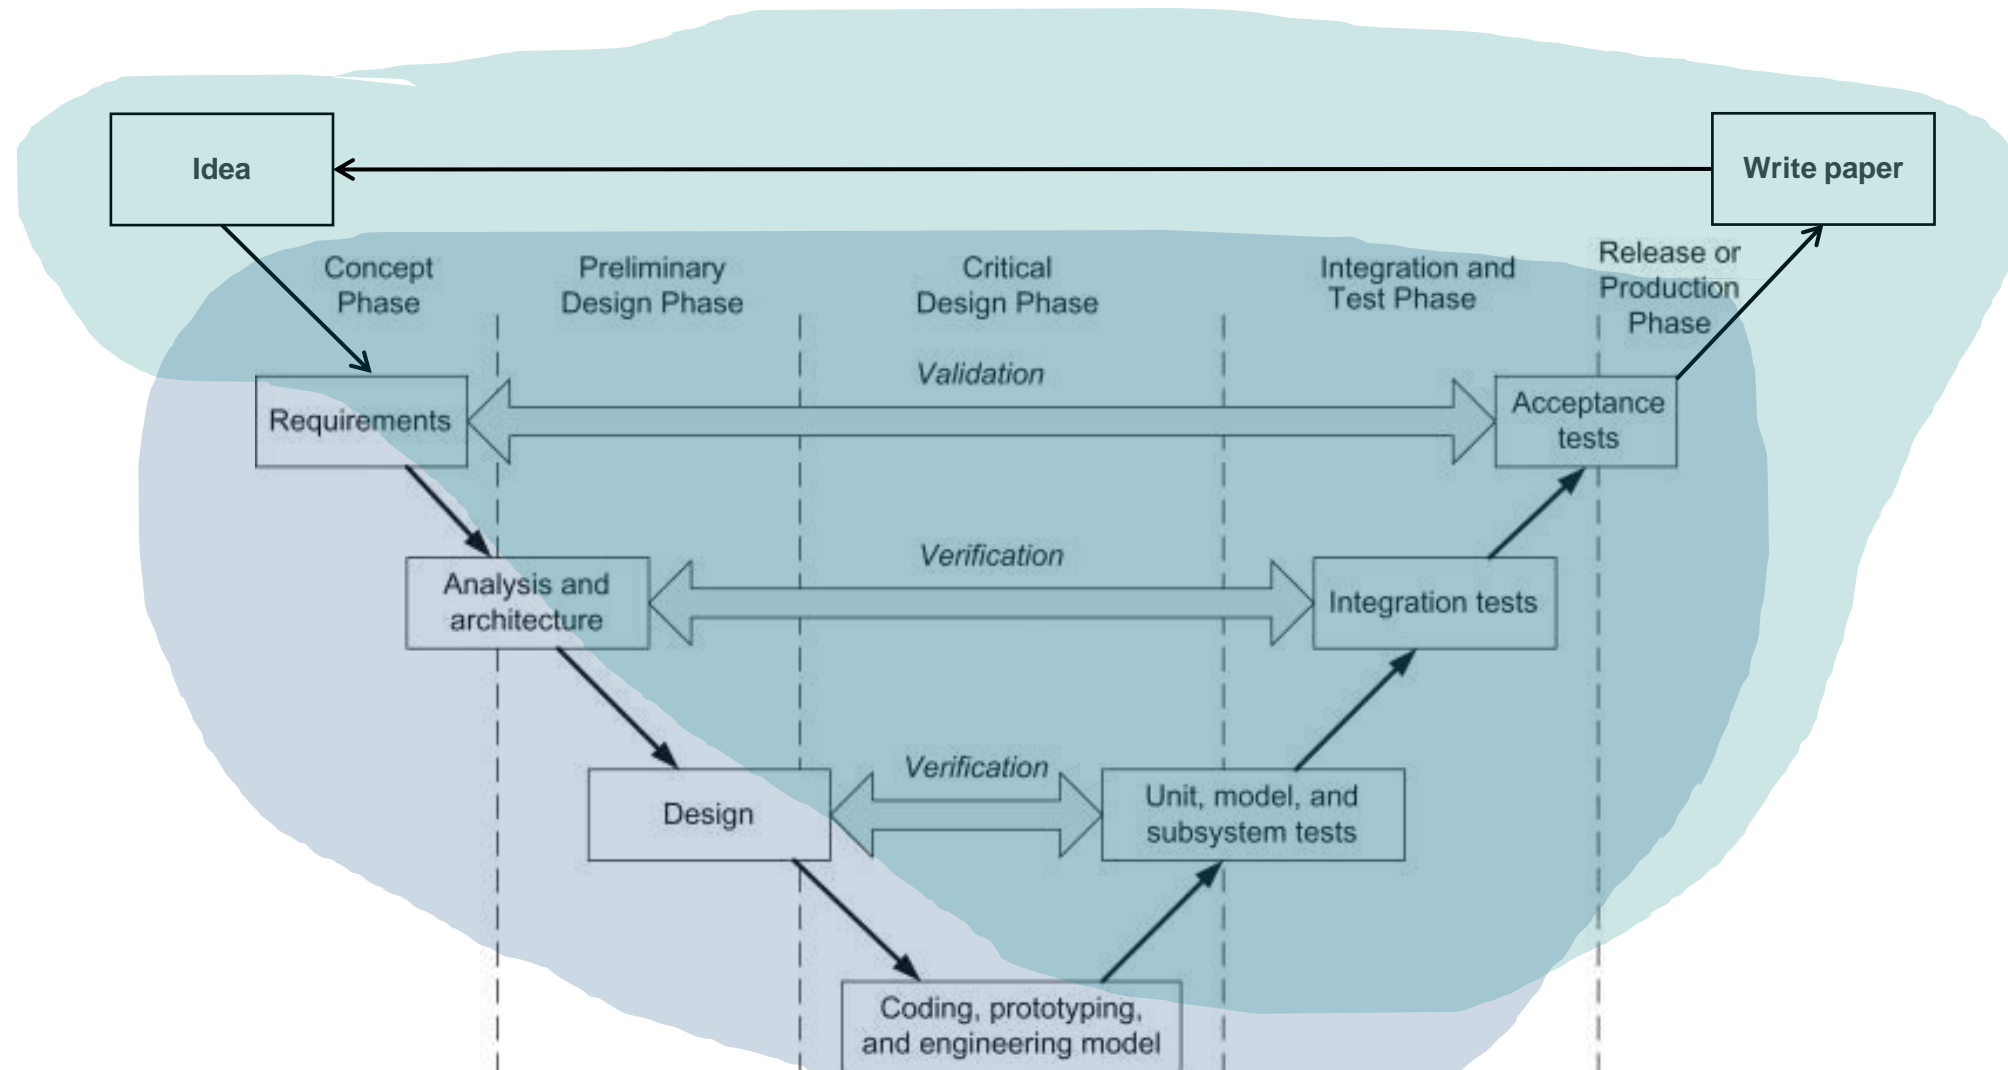 Idea
Write paper
Concept
Phase
Preliminary
Design Phase
Critical
Design Phase
Integration and
Test Phase
Release or
Production
Phase
Validation
Requirements
Acceptance
tests
Verification
Analysis and
architecture
Integration tests
Verification
Design
Unit, model, and
subsystem tests
Coding, prototyping,
and engineering model